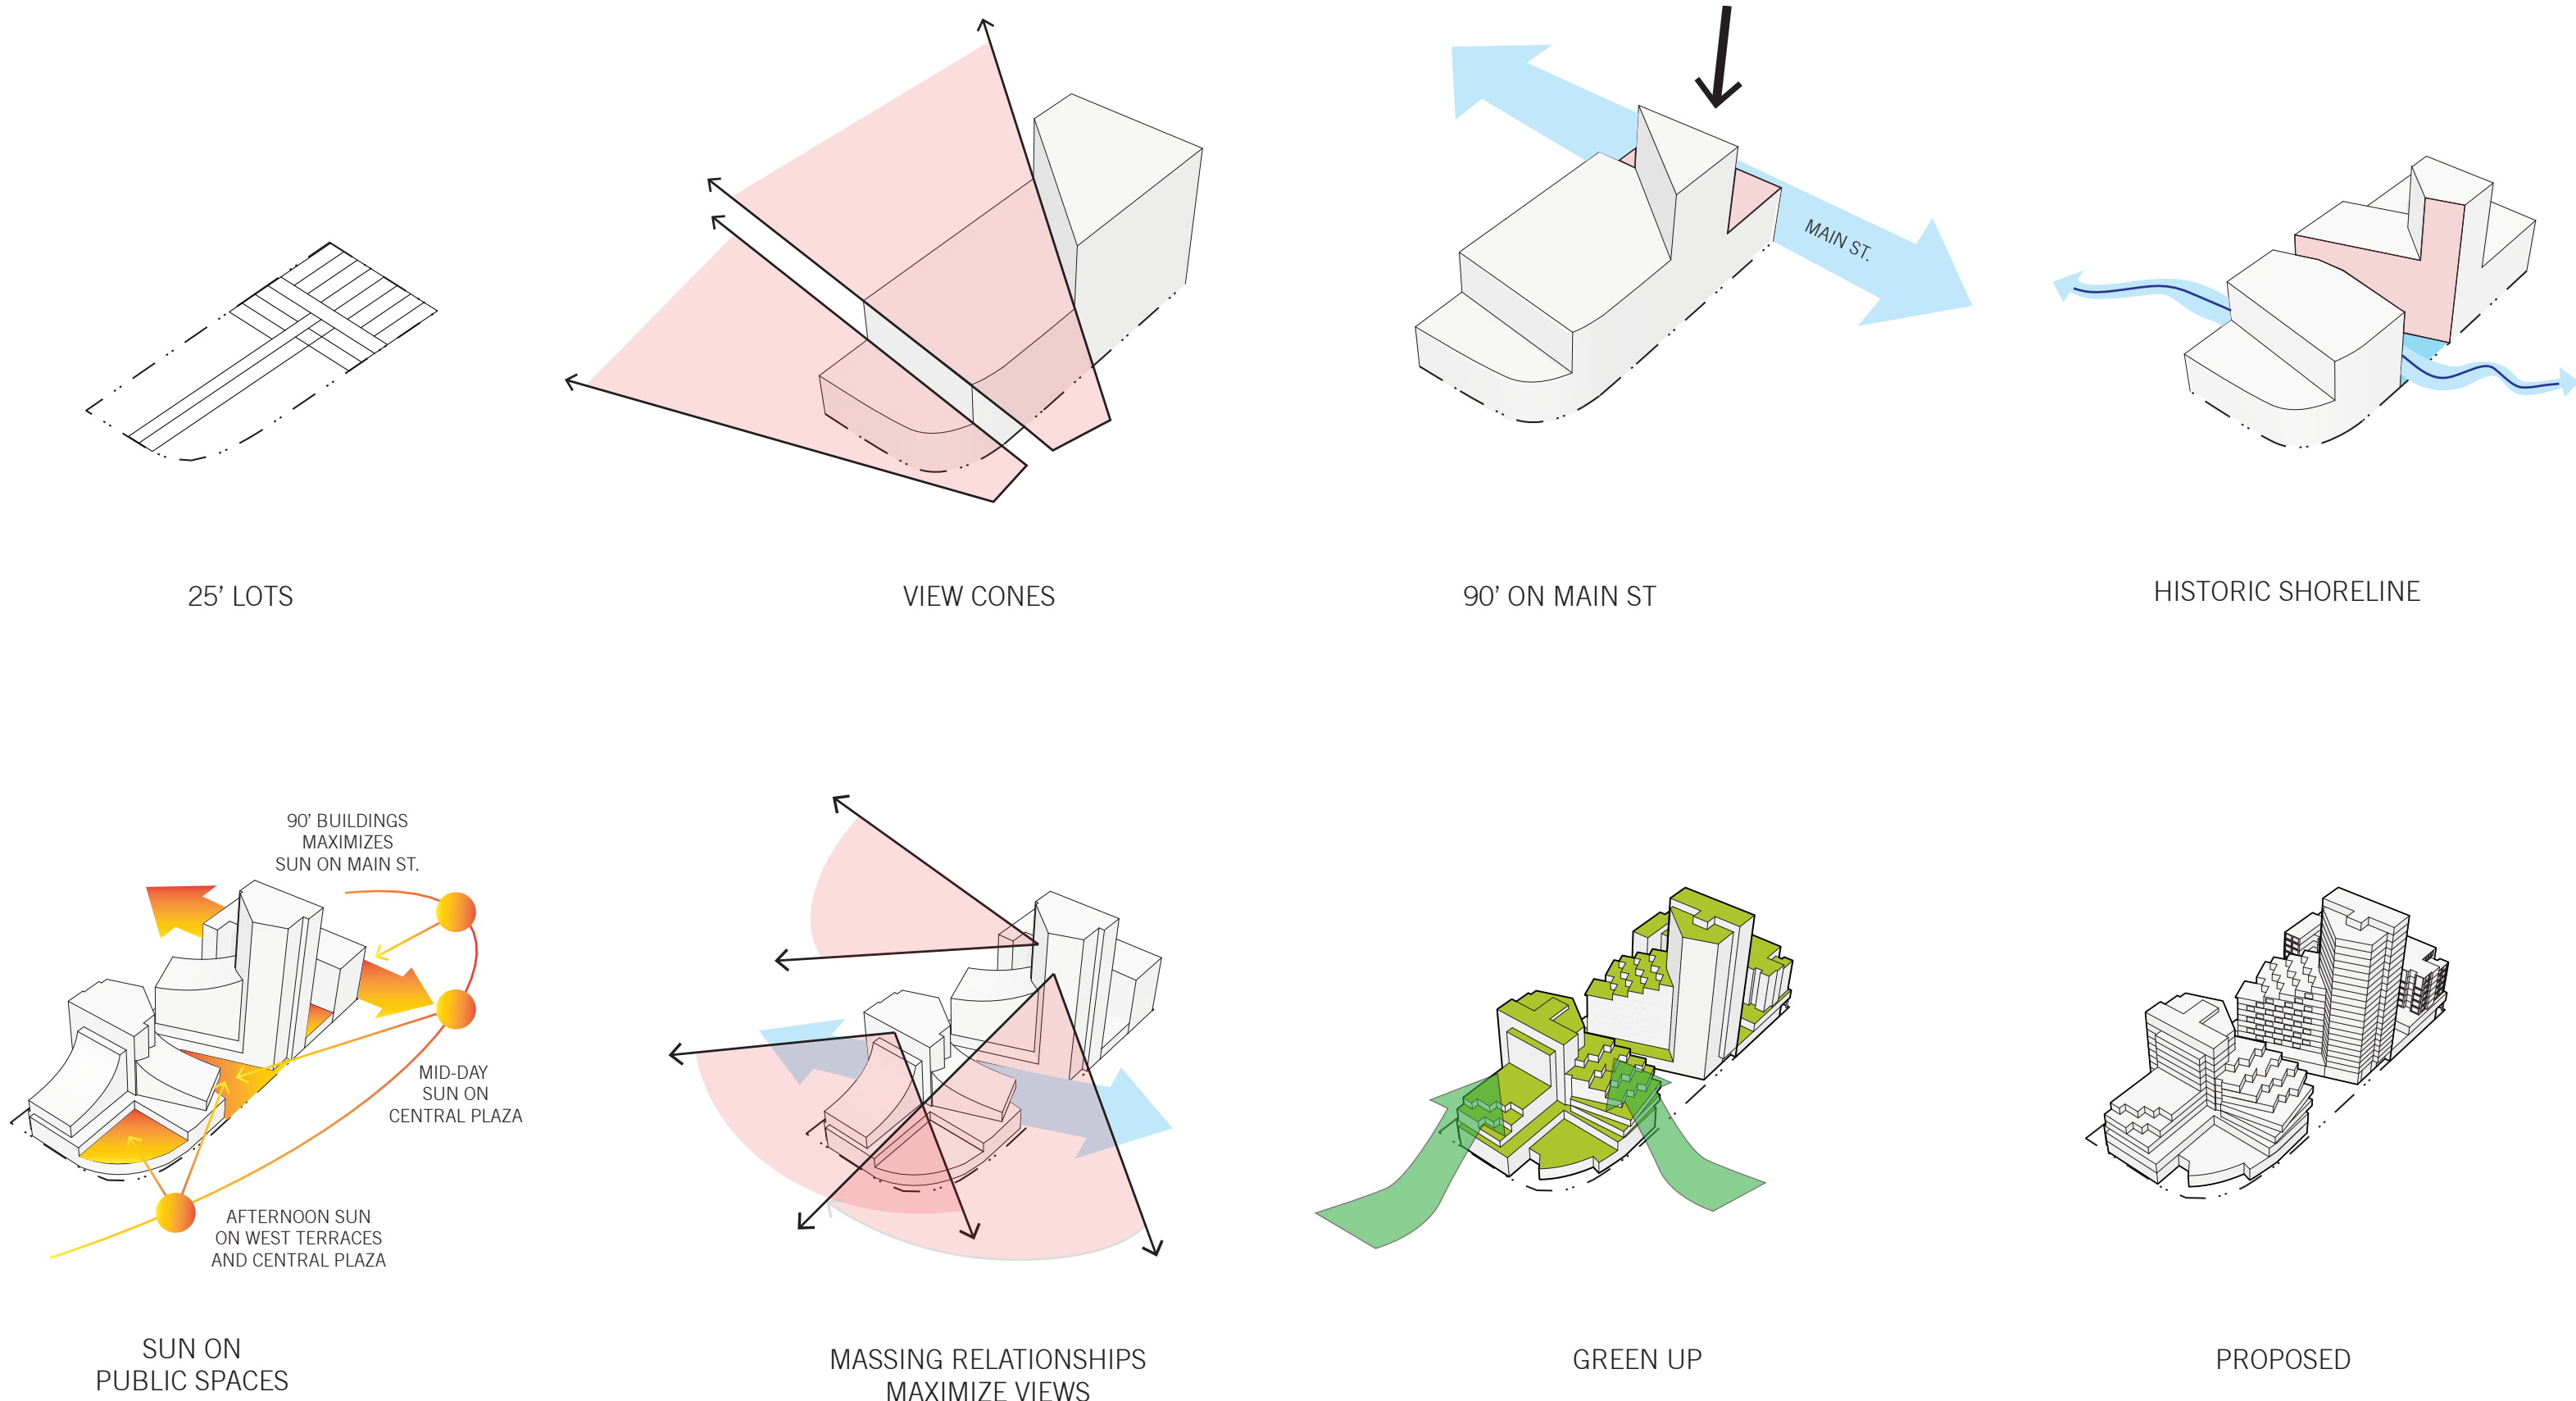 MAIN ST.
25’ LOTS
VIEW CONES
90’ ON MAIN ST
HISTORIC SHORELINE
90’ BUILDINGS
MAXIMIZES
SUN ON MAIN ST.
MID-DAY
SUN ON
CENTRAL PLAZA
AFTERNOON SUN
ON WEST TERRACES
AND CENTRAL PLAZA
SUN ON
PUBLIC SPACES
MASSING RELATIONSHIPS
MAXIMIZE VIEWS
GREEN UP
PROPOSED